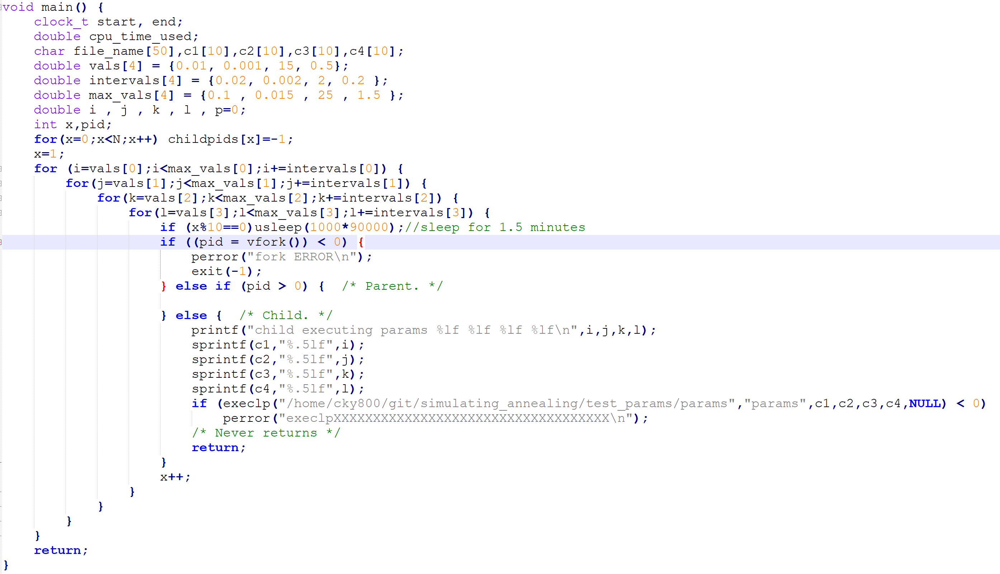 void main() {
    clock_t start, end;
    double cpu_time_used;
    char file_name[50],c1[10],c2[10],c3[10],c4[10];
    double vals[4] = {0.01, 0.001, 15, 0.5};
    double intervals[4] = {0.02, 0.002, 2, 0.2 };
    double max_vals[4] = {0.1 , 0.015 , 25 , 1.5 };
    double i , j , k , l , p=0;
    int x,pid;
    for(x=0;x<N;x++) childpids[x]=-1;
    x=1;
    for (i=vals[0];i<max_vals[0];i+=intervals[0]) {
        for(j=vals[1];j<max_vals[1];j+=intervals[1]) {
            for(k=vals[2];k<max_vals[2];k+=intervals[2]) {
                for(l=vals[3];l<max_vals[3];l+=intervals[3]) {
                    if (x%10==0)usleep(1000*90000);//sleep for 1.5 minutes
                    if ((pid = vfork()) < 0) {
                        perror("fork ERROR\n");
                        exit(-1);
                    } else if (pid > 0) {  /* Parent. */

                    } else {  /* Child. */
                        printf("child executing params %lf %lf %lf %lf\n",i,j,k,l);
                        sprintf(c1,"%.5lf",i);
                        sprintf(c2,"%.5lf",j);
                        sprintf(c3,"%.5lf",k);
                        sprintf(c4,"%.5lf",l);
                        if (execlp("/home/cky800/git/simulating_annealing/test_params/params","params",c1,c2,c3,c4,NULL) < 0)
                            perror("execlpXXXXXXXXXXXXXXXXXXXXXXXXXXXXXXXXXXX\n");
                        /* Never returns */
                        return;
                    }
                    x++;
                }
            }
        }
    }
    return;
}